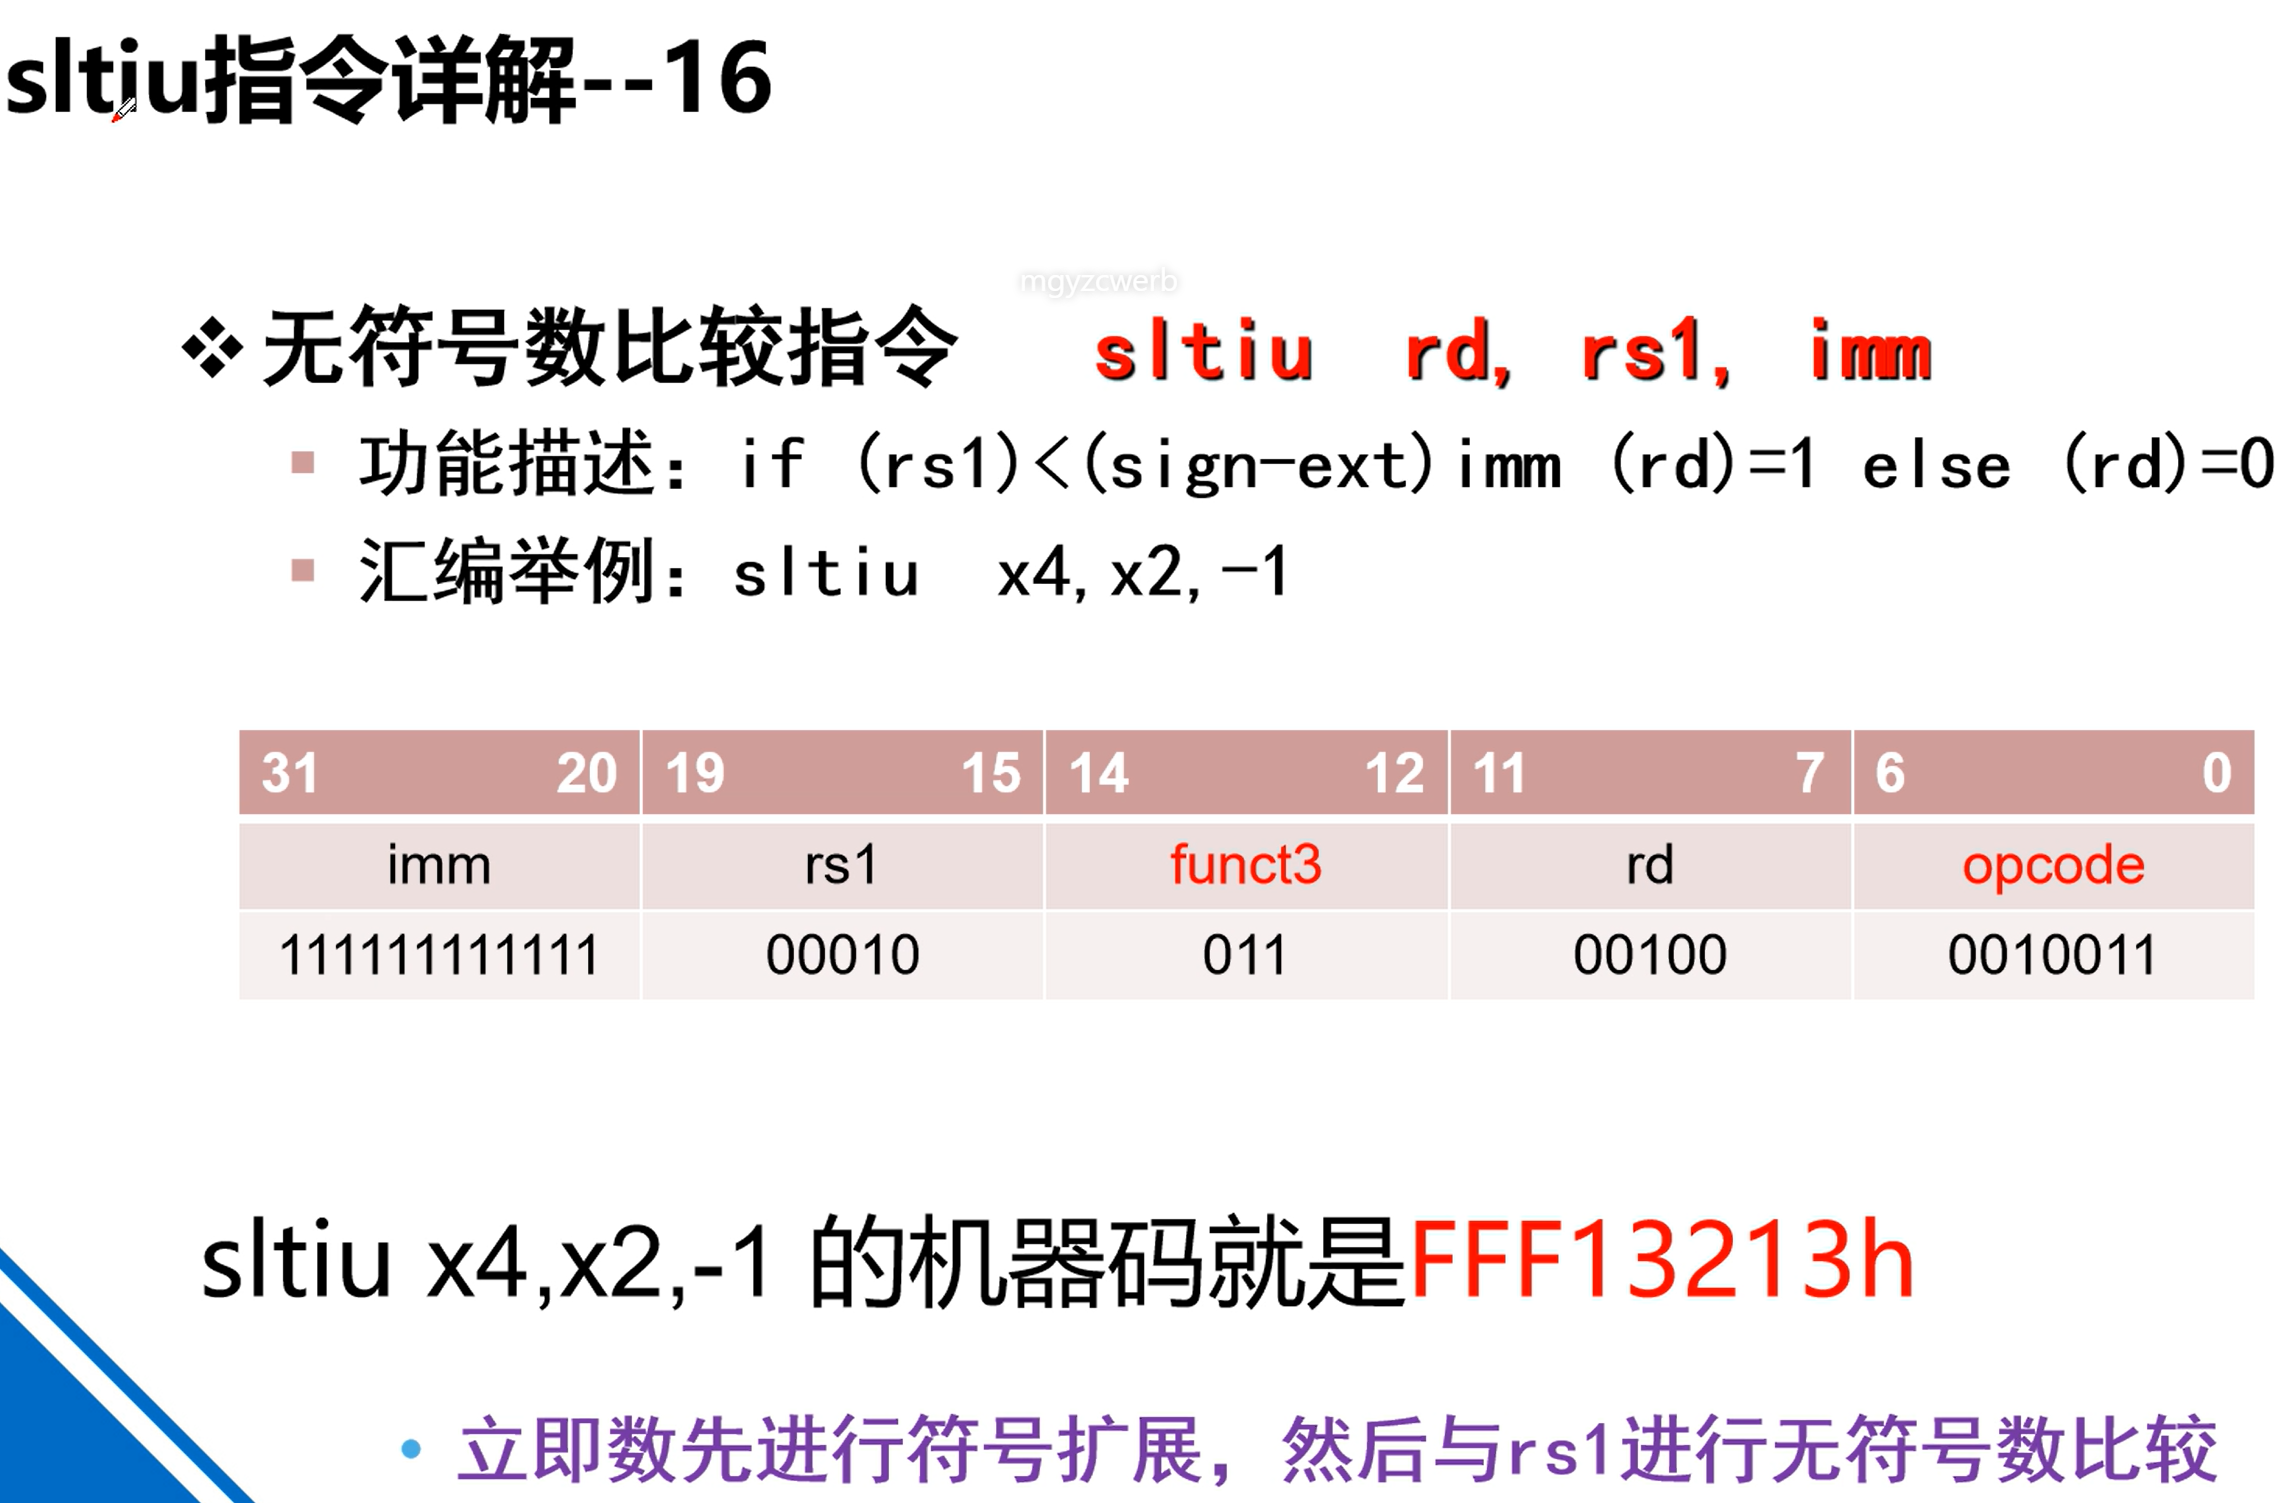 sltiu指令详解--16
mgyzcwerb
❖无符号数比较指令 sltiu rd, rs1, imm
▪ 功能描述：if (rs1)<(sign-ext)imm (rd)=1 else (rd)=0
▪ 汇编举例：sltiu x4,x2,-1
31 20 19 15 14 12 11 7 6 0
imm rs1 funct3 rd opcode
111111111111 00010 011 00100 0010011
sltiu x4,x2,-1 的机器码就是FFF13213h
• 立即数先进行符号扩展，然后与rs1进行无符号数比较